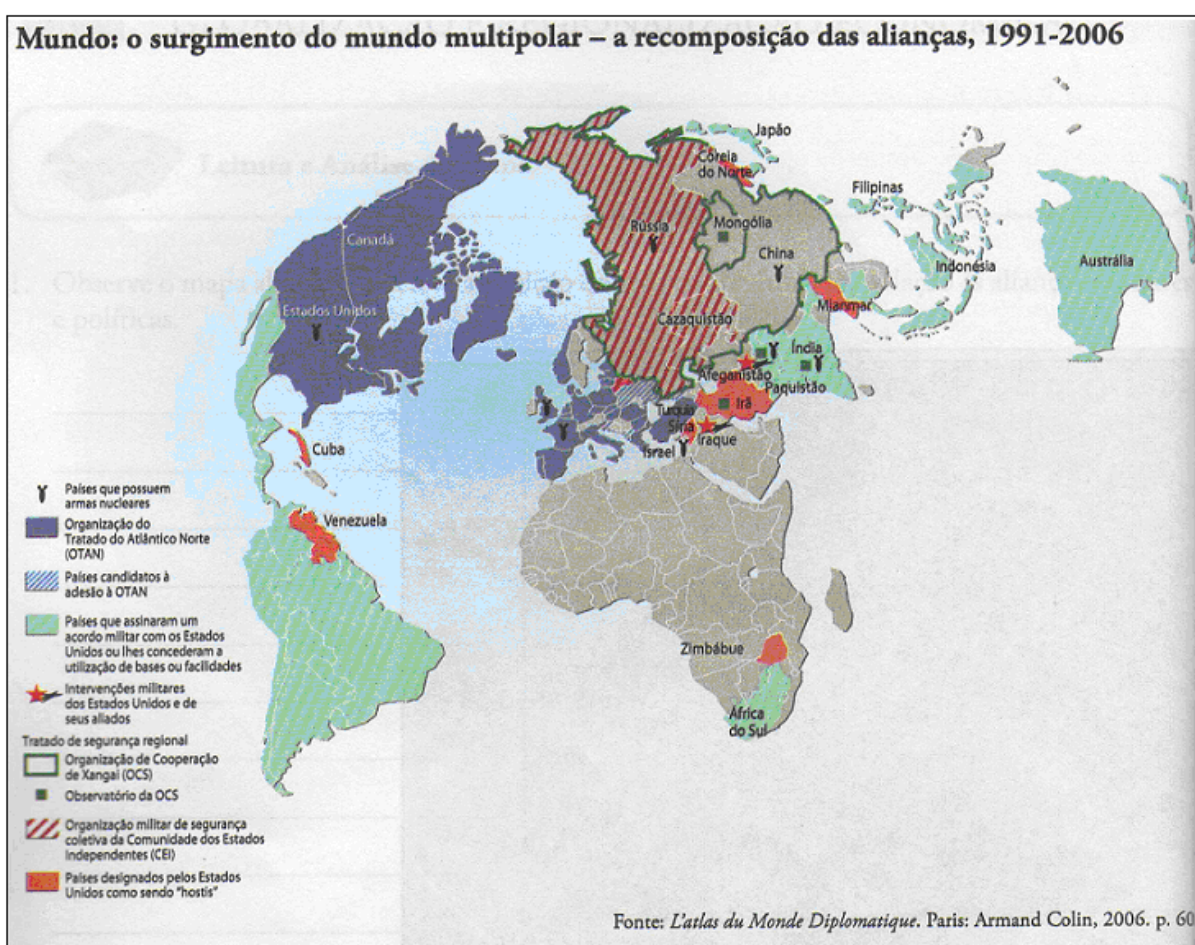 Mundo: o surgimento do mundo multipolar – a recomposição das alianças, 1991-2006
Leitura e Análise
Japão
Coreia
do Norte
Filipinas
Rússia
Mongólia
China
Canadá
Indonésia
Austrália
1. Observe o mapa
e políticas.
Estados Unidos
Cazaquistão
Mianmar
Índia
Afeganistão
Paquistão
Turquia
Irã
Síria
Iraque
Israel
Cuba
Venezuela
Zimbábue
África
do Sul
Países que possuem
armas nucleares
Organização do
Tratado do Atlântico Norte
(OTAN)
Países candidatos à
adesão à OTAN
Países que assinaram um
acordo militar com os Estados
Unidos ou lhes concederam a
utilização de bases ou facilidades
Intervenções militares
dos Estados Unidos e de
seus aliados
Tratado de segurança regional
Organização de Cooperação
de Xangai (OCS)
Observatório da OCS
Organização militar de segurança
coletiva da Comunidade dos Estados
Independentes (CEI)
Países designados pelos Estados
Unidos como sendo "hostis"
Fonte: L'atlas du Monde Diplomatique. Paris: Armand Colin, 2006. p. 60